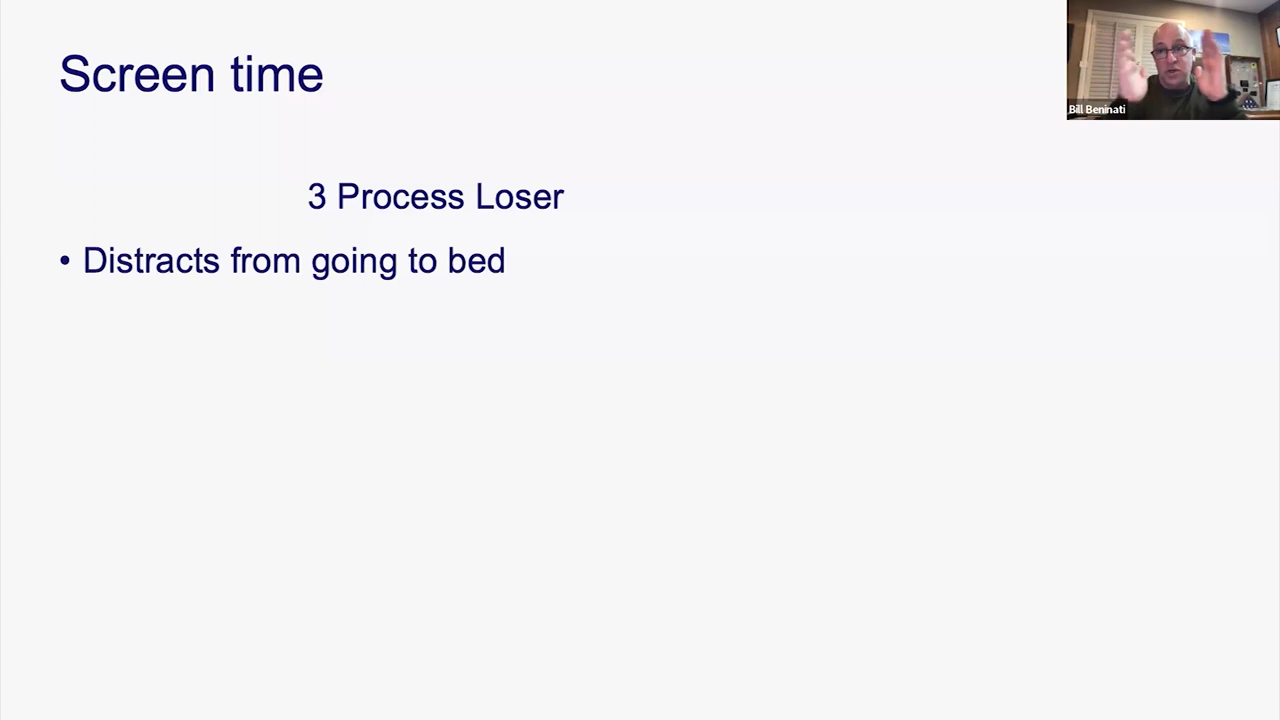 Screen time
Bill Beninati
3 Process Loser
• Distracts from going to bed